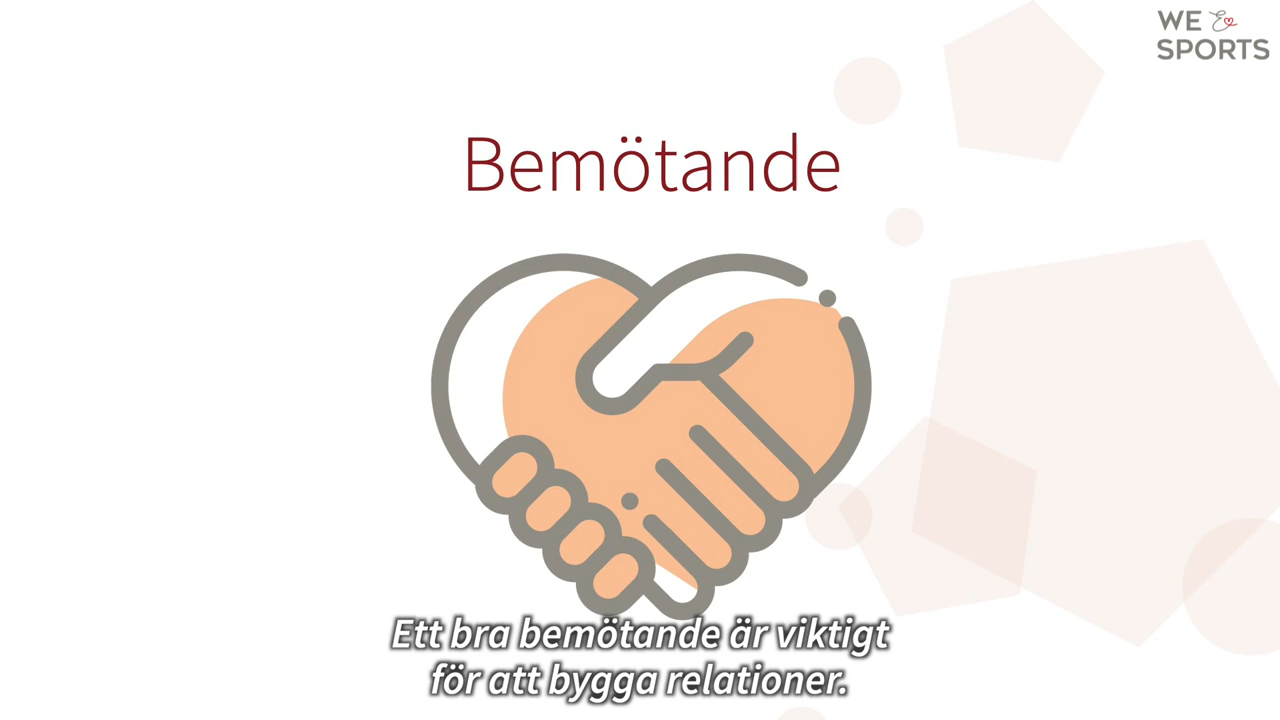 WE
SPORTS
Bemötande
Ett bra bemötande är viktigt
för att bygga relationer.